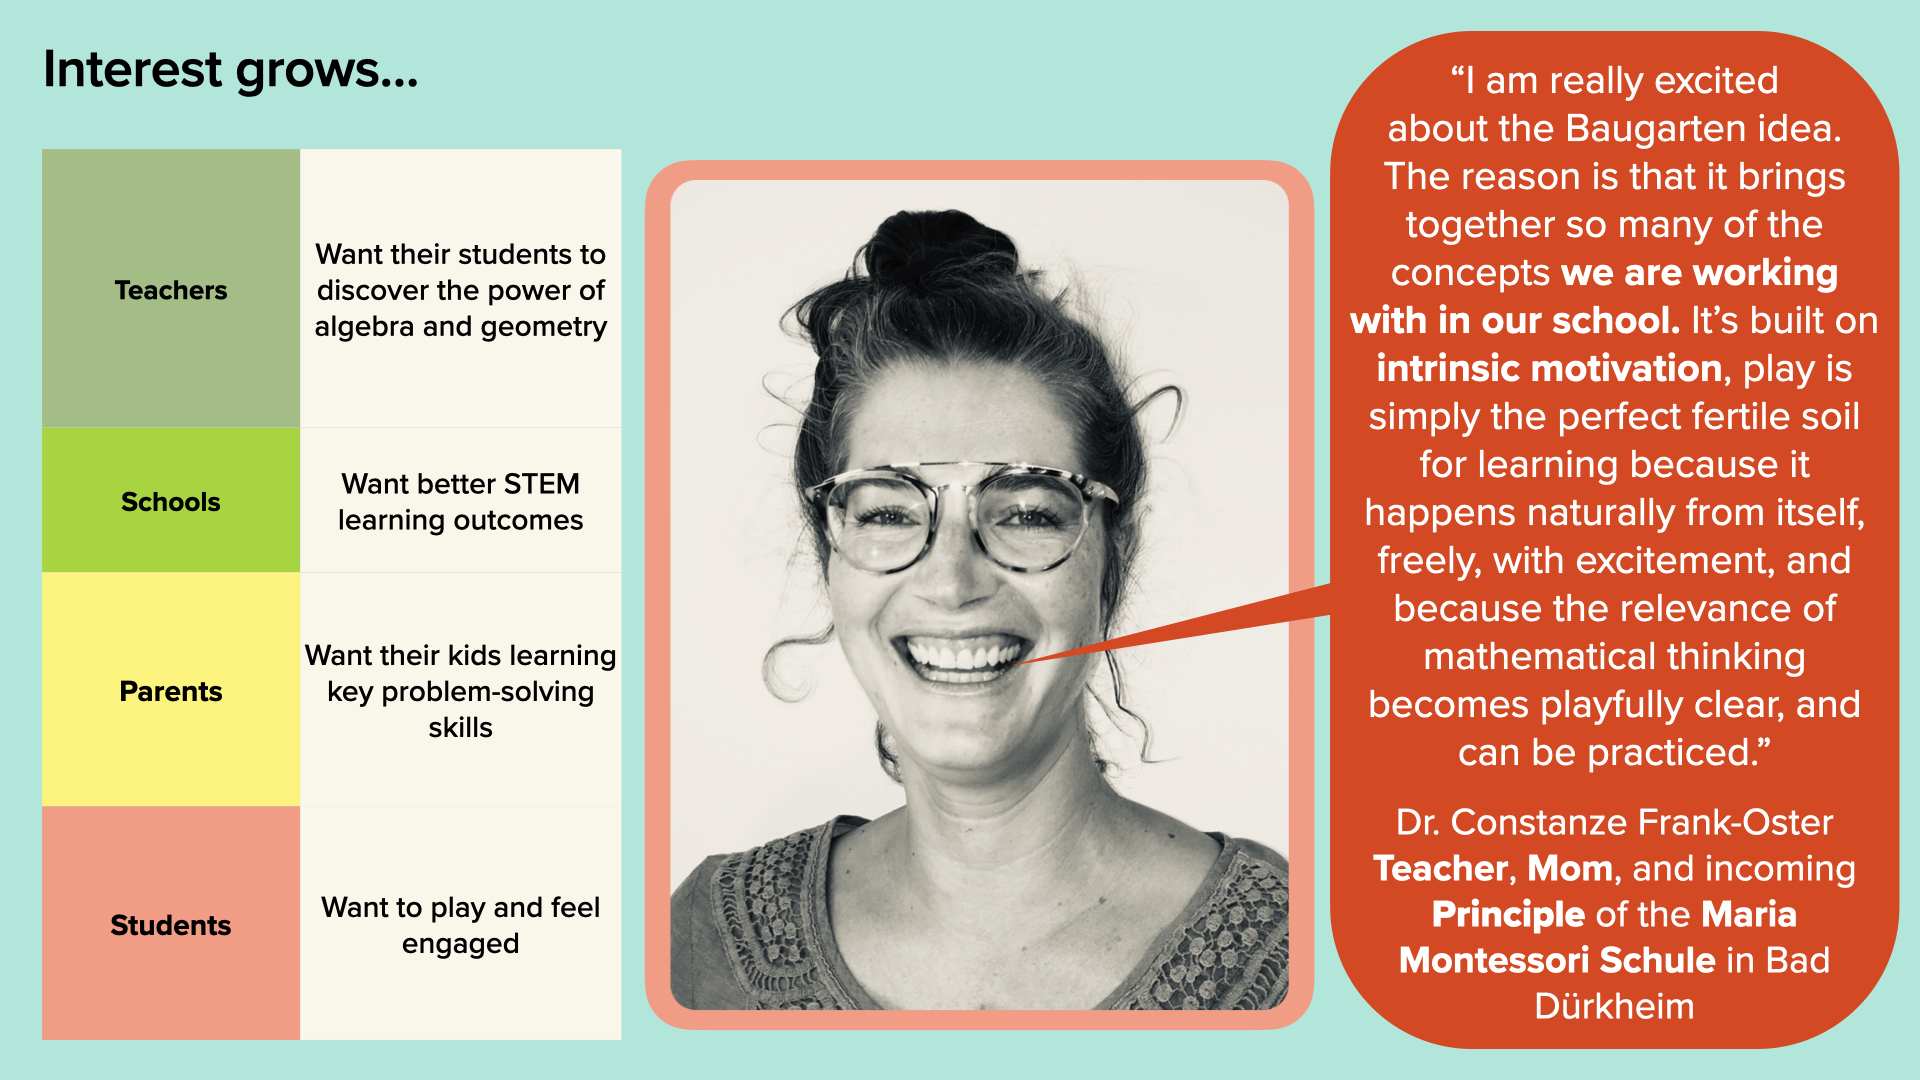 Interest grows...
Teachers
Want their students to
discover the power of
algebra and geometry
Schools
Want better STEM
learning outcomes
Parents
Want their kids learning
key problem-solving
skills
Students
Want to play and feel
engaged
“I am really excited
about the Baugarten idea.
The reason is that it brings
together so many of the
concepts we are working
with in our school. It’s built on
intrinsic motivation, play is
simply the perfect fertile soil
for learning because it
happens naturally from itself,
freely, with excitement, and
because the relevance of
mathematical thinking
becomes playfully clear, and
can be practiced.”
Dr. Constanze Frank-Oster
Teacher, Mom, and incoming
Principle of the Maria
Montessori Schule in Bad
Dürkheim